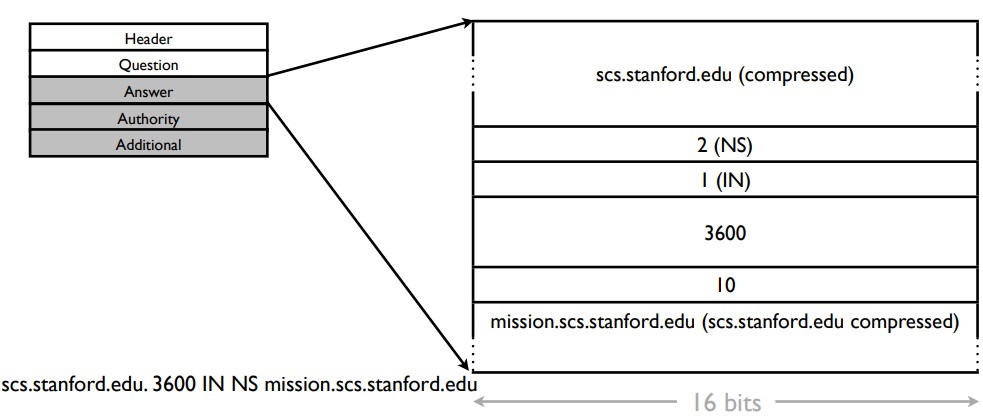 Header
Question
Answer
Authority
Additional
scs.stanford.edu (compressed)
2 (NS)
1 (IN)
3600
10
mission.scs.stanford.edu (scs.stanford.edu compressed)
scs.stanford.edu. 3600 IN NS mission.scs.stanford.edu
16 bits